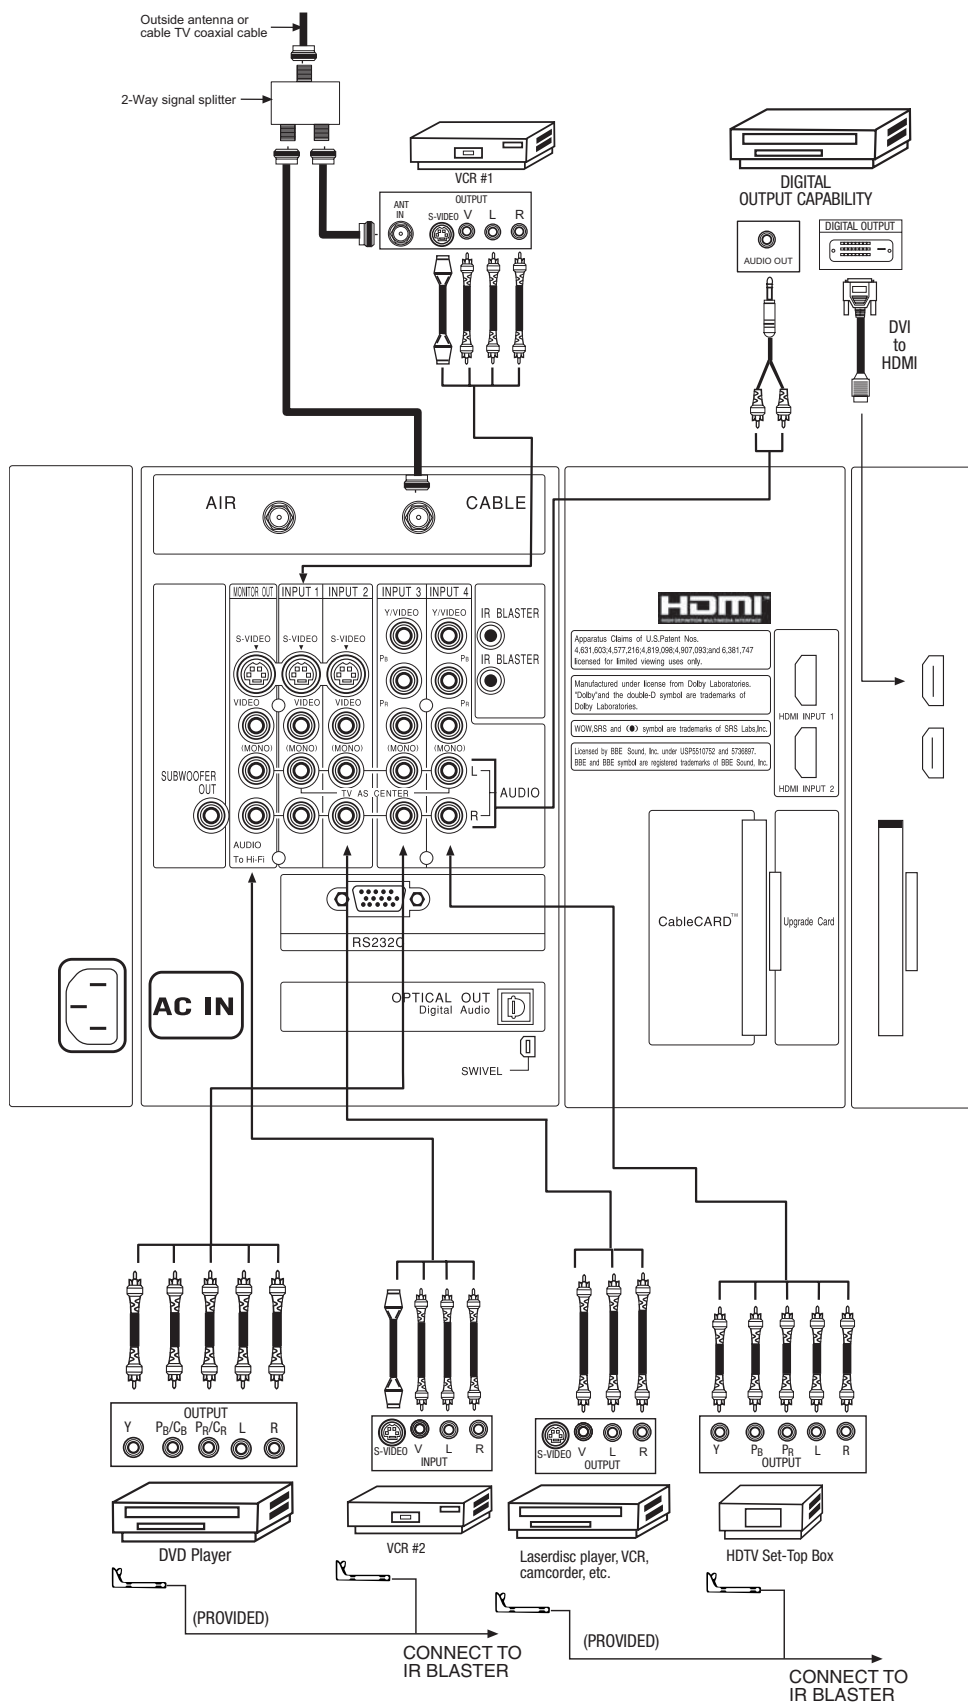 Outside antenna or
cable TV coaxial cable
2-Way signal splitter
VCR #1
OUTPUT
ANT
IN
S-VIDEO V L R
DIGITAL
OUTPUT CAPABILITY
AUDIO OUT
DIGITAL OUTPUT
DVI
to
HDMI
AIR
CABLE
MONITOR OUT INPUT 1 INPUT 2 INPUT 3 INPUT 4
S-VIDEO S-VIDEO S-VIDEO
Y/VIDEO Y/VIDEO
PB PB
PR PR
VIDEO VIDEO VIDEO
(MONO) (MONO) (MONO) (MONO) (MONO)
IR BLASTER
IR BLASTER
SUBWOOFER
OUT
TV AS CENTER
L
AUDIO
R
AUDIO
To Hi-Fi
HDMI™
HIGH DEFINITION MULTIMEDIA INTERFACE
Apparatus Claims of U.S.Patent Nos.
4,631,603;4,577,216;4,819,098;4,907,093;and 6,381,747
licensed for limited viewing uses only.
Manufactured under license from Dolby Laboratories.
"Dolby"and the double-D symbol are trademarks of
Dolby Laboratories.
WOW,SRS and (●) symbol are trademarks of SRS Labs,Inc.
Licensed by BBE Sound, Inc. under USP5510752 and 5736897.
BBE and BBE symbol are registered trademarks of BBE Sound, Inc.
HDMI INPUT 1
HDMI INPUT 2
RS232C
CableCARD™
Upgrade Card
AC IN
OPTICAL OUT
Digital Audio
SWIVEL
OUTPUT
Y PB/CB PR/CR L R
DVD Player
S-VIDEO V L R
INPUT
VCR #2
S-VIDEO V L R
OUTPUT
Laserdisc player, VCR,
camcorder, etc.
Y PB PR L R
OUTPUT
HDTV Set-Top Box
(PROVIDED)
CONNECT TO
IR BLASTER
(PROVIDED)
CONNECT TO
IR BLASTER